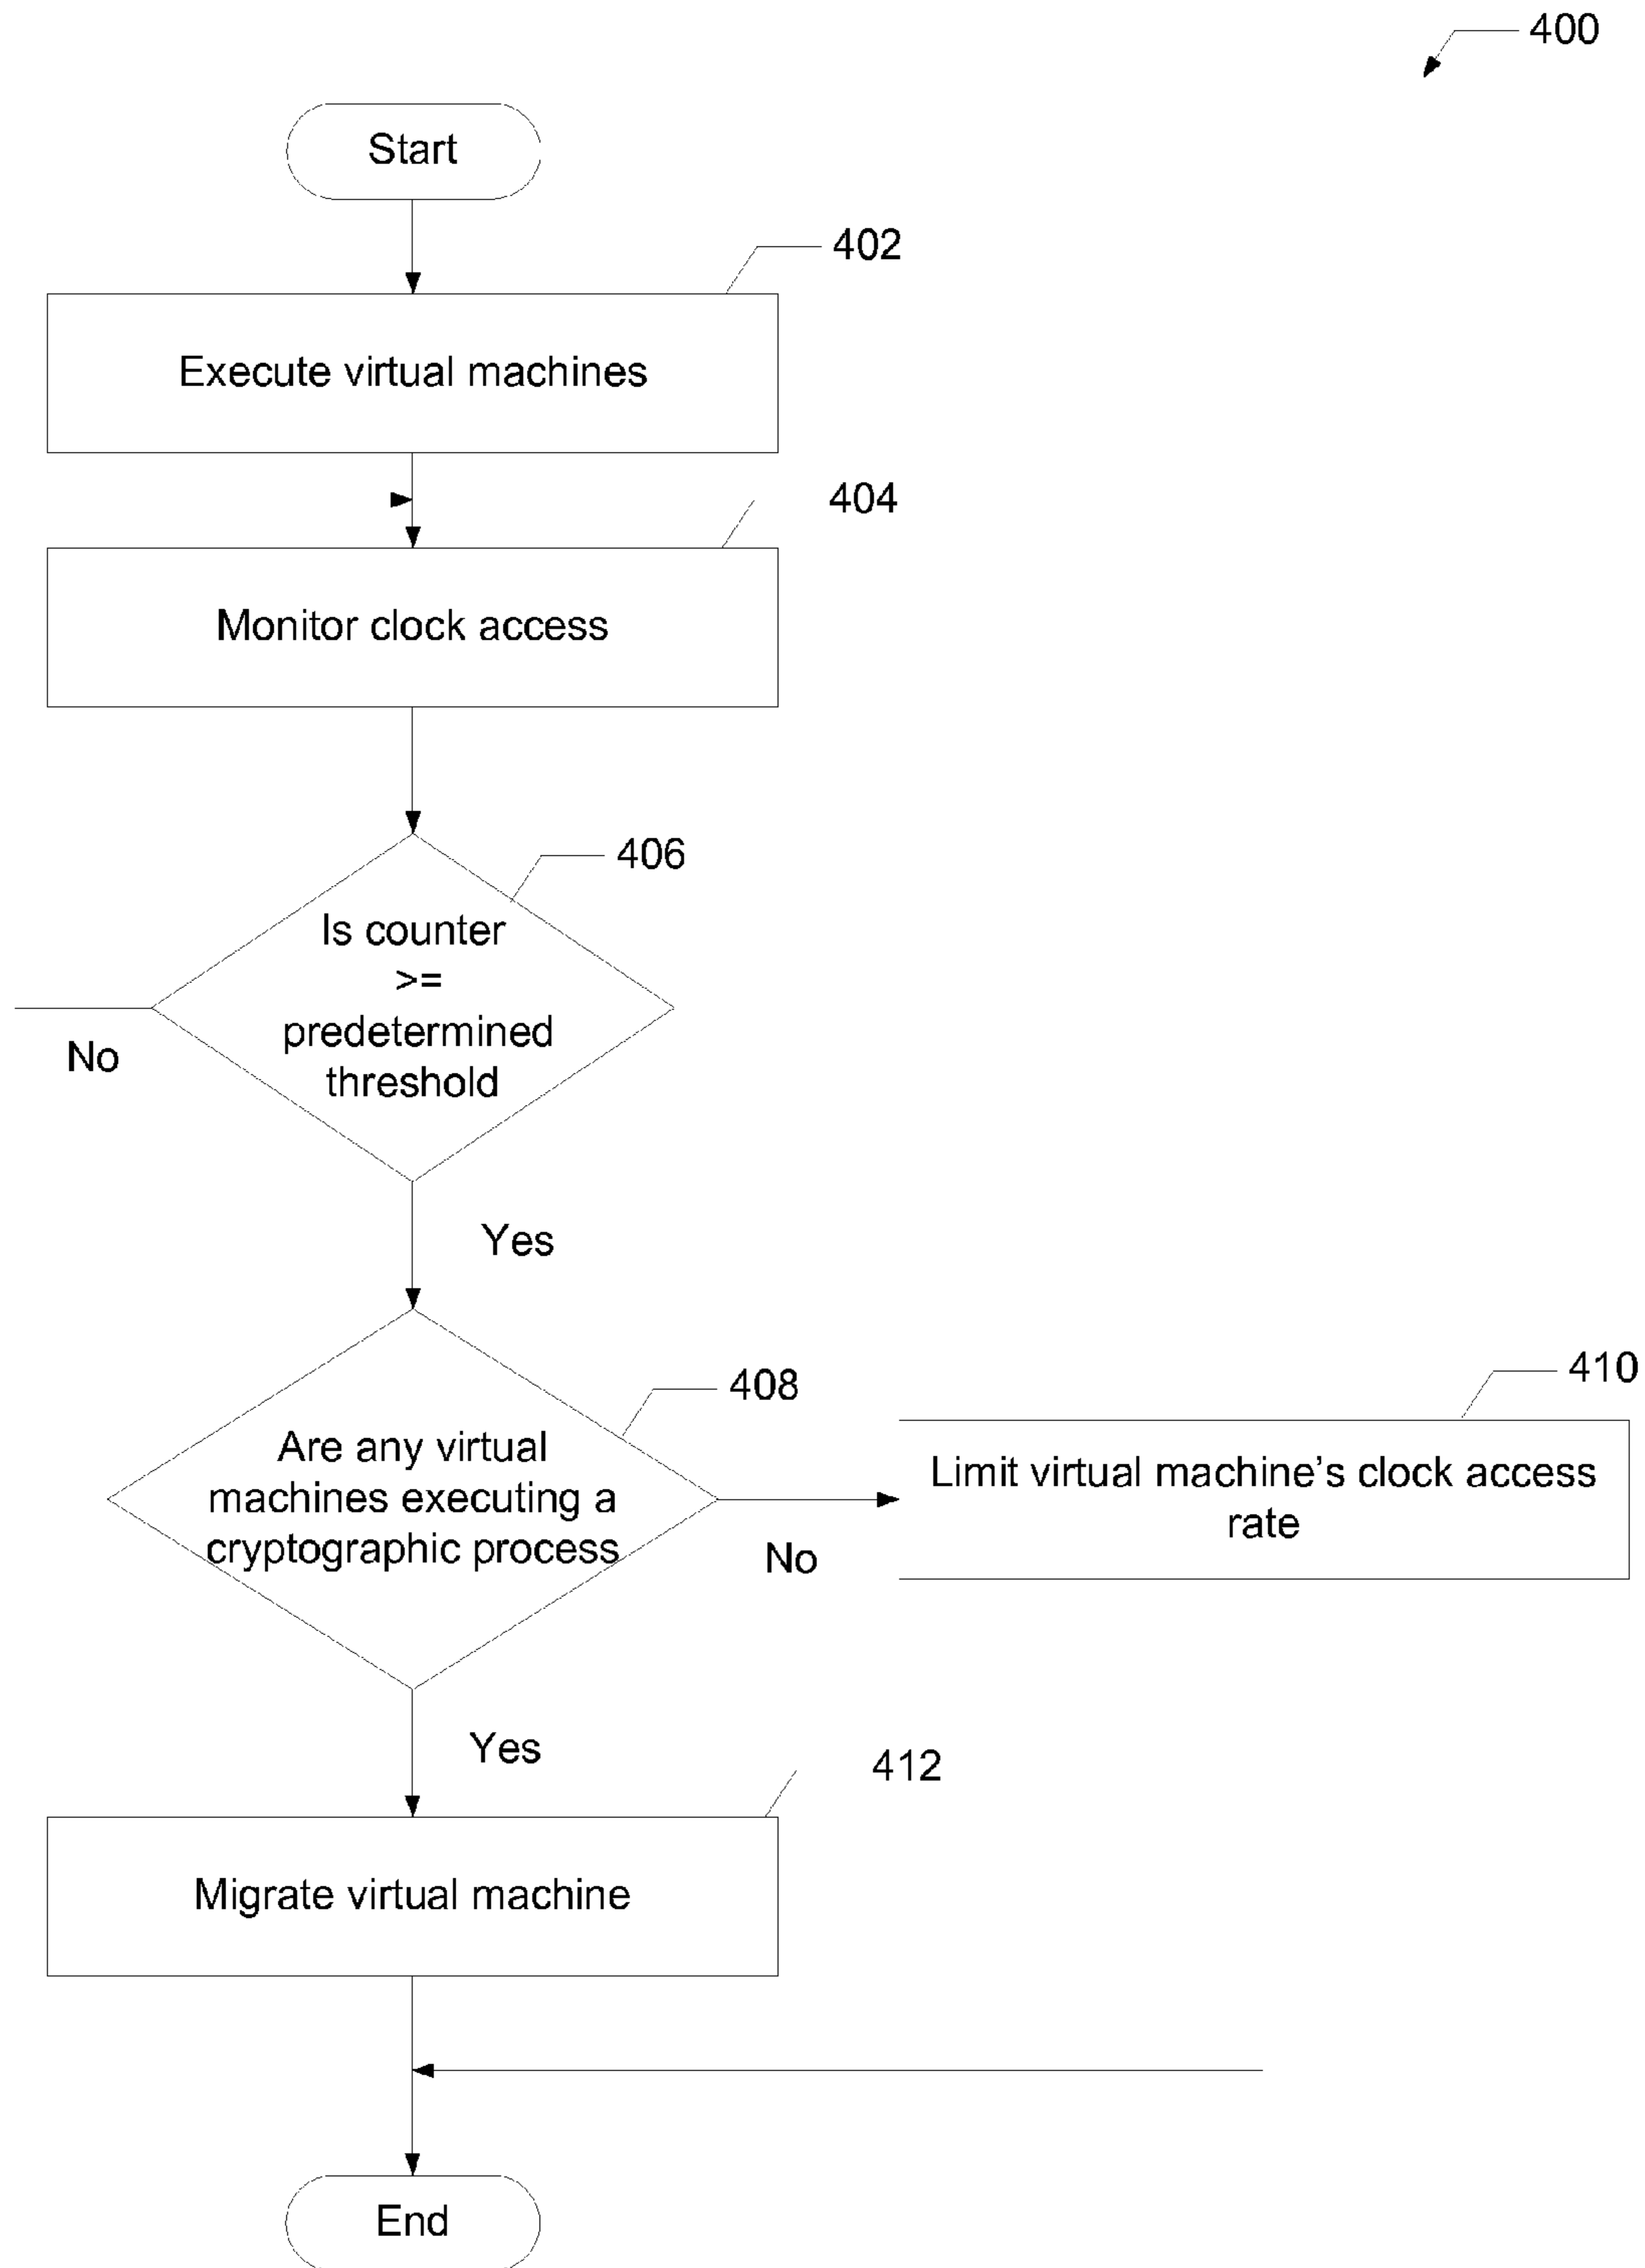 400
Start
402
Execute virtual machines
404
Monitor clock access
406
Is counter
>=
predetermined
threshold
No
Yes
408
Are any virtual
machines executing a
cryptographic process
No
410
Limit virtual machine's clock access
rate
Yes
412
Migrate virtual machine
End